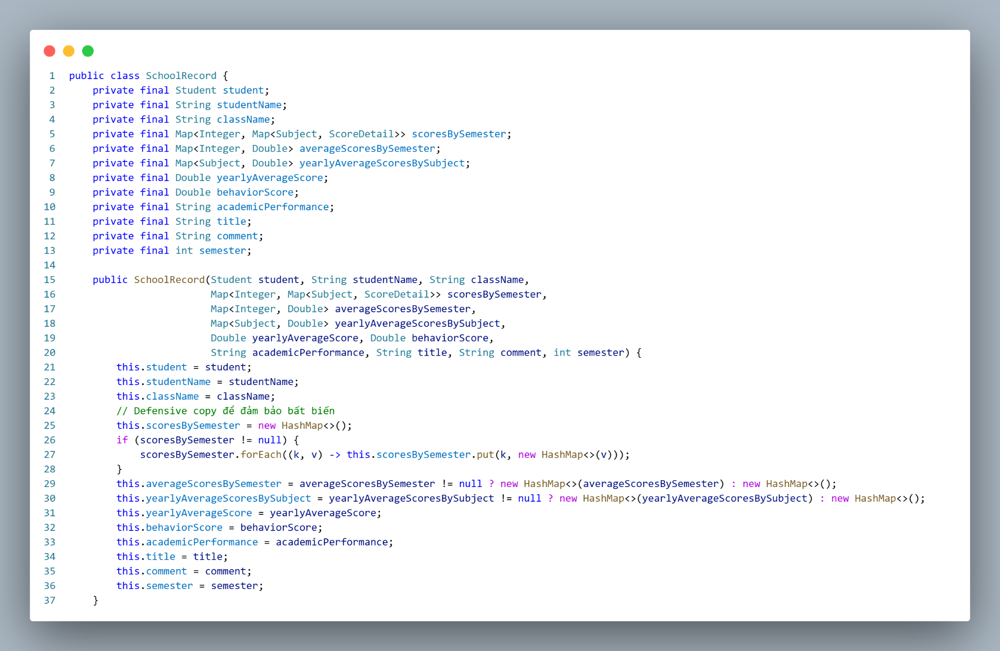 1 public class SchoolRecord {
2 private final Student student;
3 private final String studentName;
4 private final String className;
5 private final Map<Integer, Map<Subject, ScoreDetail>> scoresBySemester;
6 private final Map<Integer, Double> averageScoresBySemester;
7 private final Map<Subject, Double> yearlyAverageScoresBySubject;
8 private final Double yearlyAverageScore;
9 private final Double behaviorScore;
10 private final String academicPerformance;
11 private final String title;
12 private final String comment;
13 private final int semester;
14
15 public SchoolRecord(Student student, String studentName, String className,
16 Map<Integer, Map<Subject, ScoreDetail>> scoresBySemester,
17 Map<Integer, Double> averageScoresBySemester,
18 Map<Subject, Double> yearlyAverageScoresBySubject,
19 Double yearlyAverageScore, Double behaviorScore,
20 String academicPerformance, String title, String comment, int semester) {
21 this.student = student;
22 this.studentName = studentName;
23 this.className = className;
24 // Defensive copy để đảm bảo bất biến
25 this.scoresBySemester = new HashMap<>();
26 if (scoresBySemester != null) {
27 scoresBySemester.forEach((k, v) -> this.scoresBySemester.put(k, new HashMap<>(v)));
28 }
29 this.averageScoresBySemester = averageScoresBySemester != null ? new HashMap<>(averageScoresBySemester) : new HashMap<>();
30 this.yearlyAverageScoresBySubject = yearlyAverageScoresBySubject != null ? new HashMap<>(yearlyAverageScoresBySubject) : new HashMap<>();
31 this.yearlyAverageScore = yearlyAverageScore;
32 this.behaviorScore = behaviorScore;
33 this.academicPerformance = academicPerformance;
34 this.title = title;
35 this.comment = comment;
36 this.semester = semester;
37 }